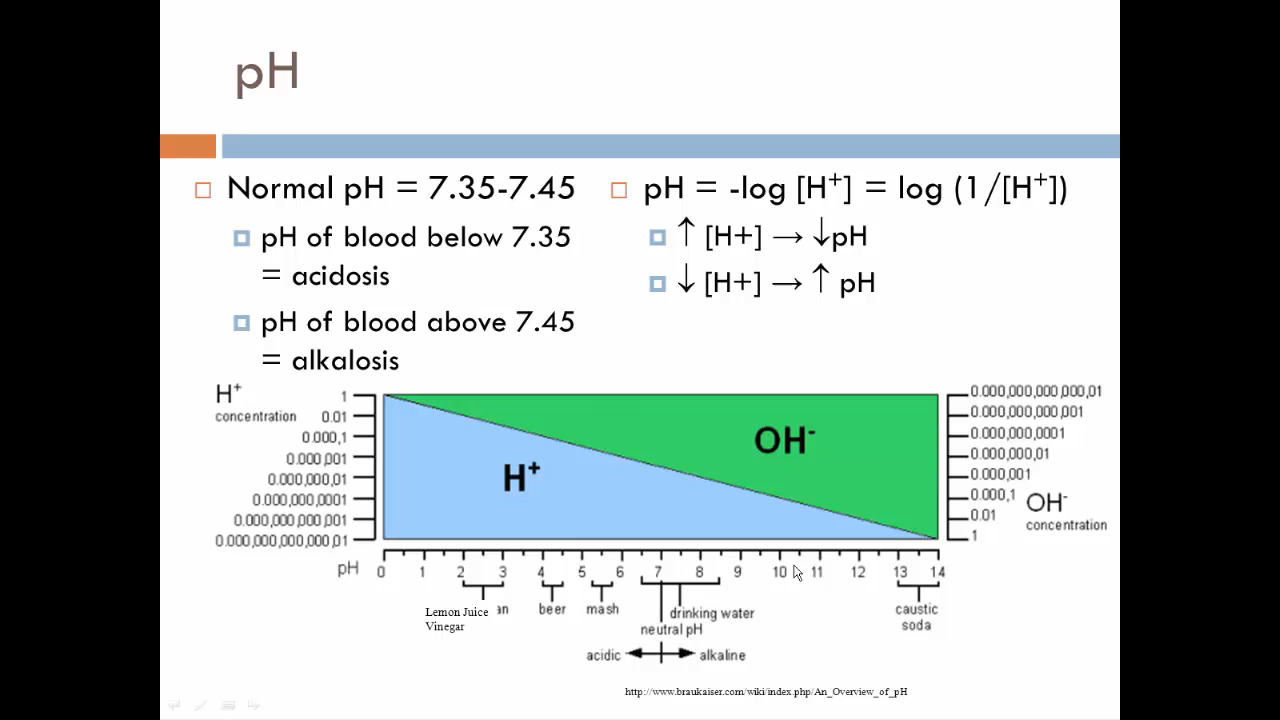 pH
Normal pH = 7.35-7.45
pH of blood below 7.35
= acidosis
pH of blood above 7.45
= alkalosis
pH = -log [H⁺] = log (1/[H⁺])
↑ [H+] → ↓pH
↓ [H+] → ↑ pH
H⁺
concentration
1
0.01
0.000,1
0.000,001
0.000,000,01
0.000,000,0001
0.000,000,000,001
0.000,000,000,000,01
H⁺
OH⁻
0.000,000,000,000,01
0.000,000,000,001
0.000,000,0001
0.000,000,01
0.000,001
0.000,1
0.01
1
OH⁻
concentration
pH 0 1 2 3 4 5 6 7 8 9 10 11 12 13 14
Lemon Juice an beer mash drinking water caustic
Vinegar neutral pH soda
acidic alkaline
http://www.braukaiser.com/wiki/index.php/An_Overview_of_pH